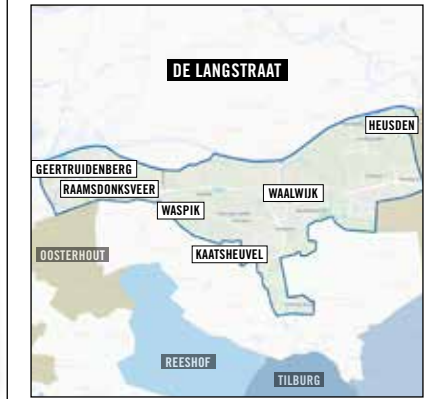 DE LANGSTRAAT
HEUSDEN
GEERTRUIDENBERG
RAAMSDONKSVEER
WAALWIJK
WASPIK
KAATSHEUVEL
OOSTERHOUT
REESHOF
TILBURG